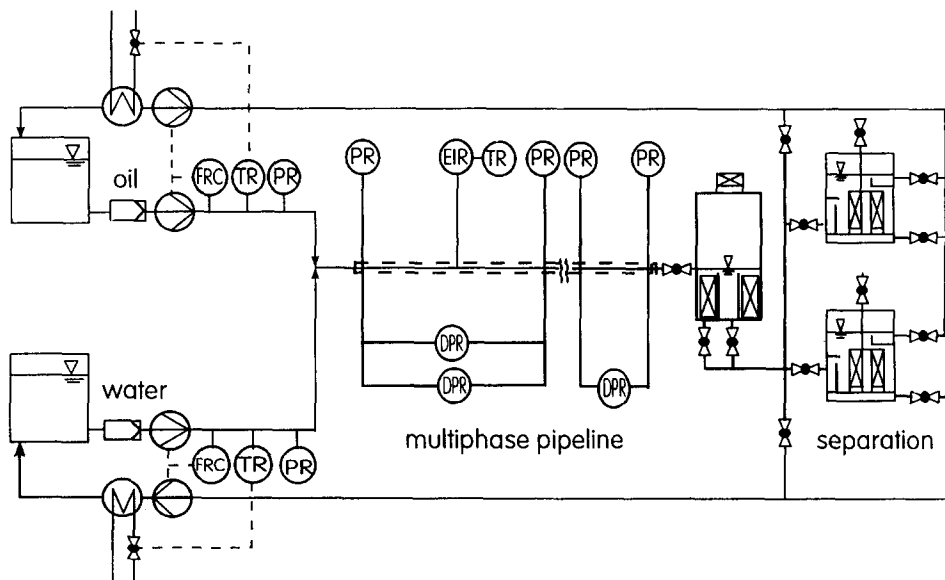 PR
EIR
TR
PR
PR
PR
oil
FRC
TR
PR
DPR
DPR
DPR
water
FRC
TR
PR
multiphase pipeline
separation